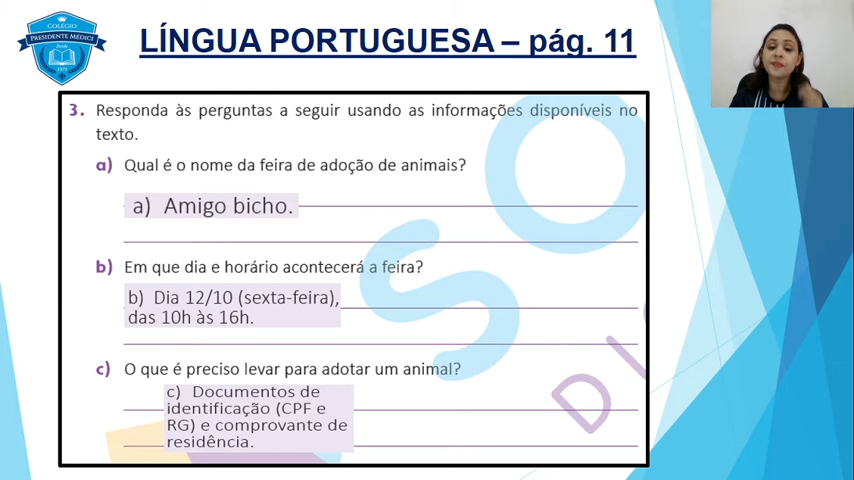 COLÉGIO
PRESIDENTE MÉDICI
LÍNGUA PORTUGUESA – pág. 11
3. Responda às perguntas a seguir usando as informações disponíveis no
texto.
a) Qual é o nome da feira de adoção de animais?
a) Amigo bicho.
b) Em que dia e horário acontecerá a feira?
b) Dia 12/10 (sexta-feira),
das 10h às 16h.
c) O que é preciso levar para adotar um animal?
c) Documentos de
identificação (CPF e
RG) e comprovante de
residência.